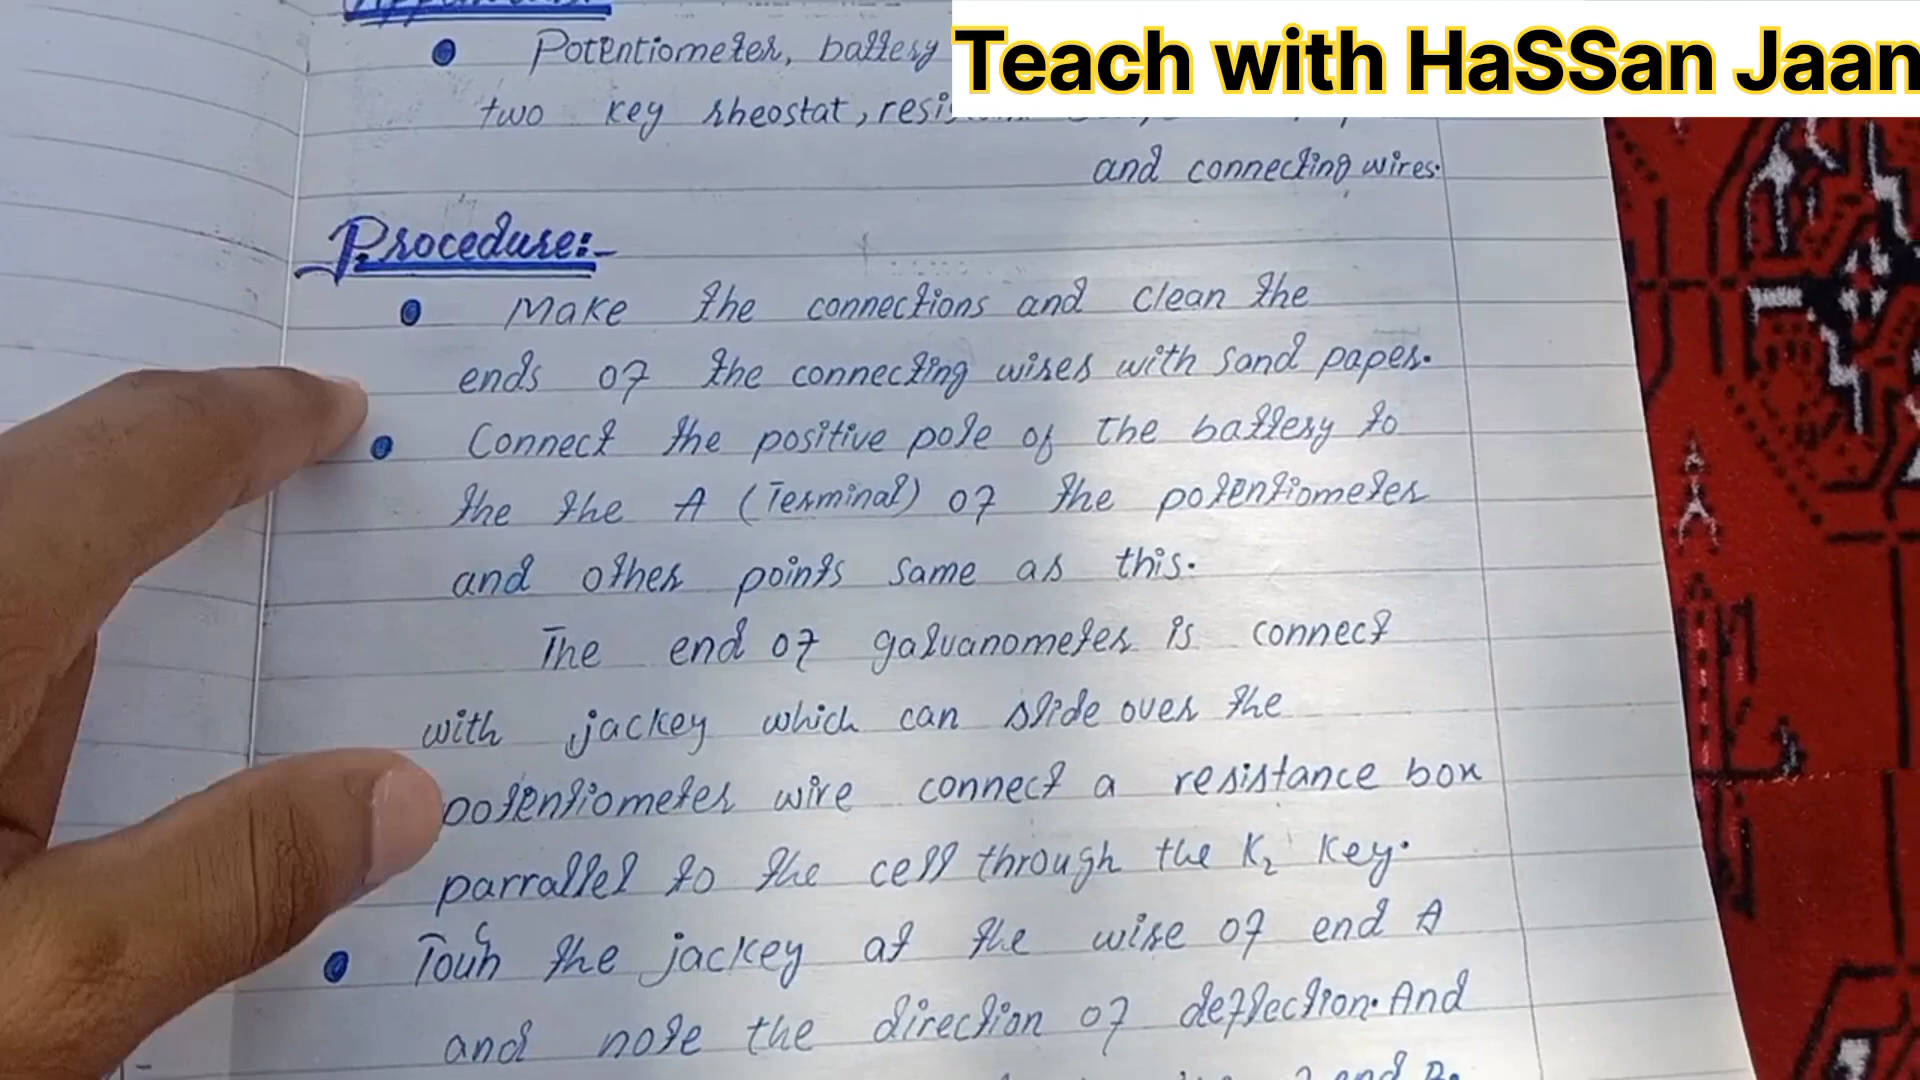 Apparatus:
Potentiometer, battery
Teach with HaSSan Jaan
two key rheostat, resis
and connecting wires.
Procedure:-
Make the connections and clean the
ends of the connecting wires with sand paper.
Connect the positive pole of the battery to
the the A (Terminal) of the potentiometer
and other points same as this.
The end of galvanometer is connect
with jackey which can slide over the
potentiometer wire connect a resistance box
parrallel to the cell through the K₂ key.
Touch the jackey at the wire of end A
and note the direction of deflection. And
and B.